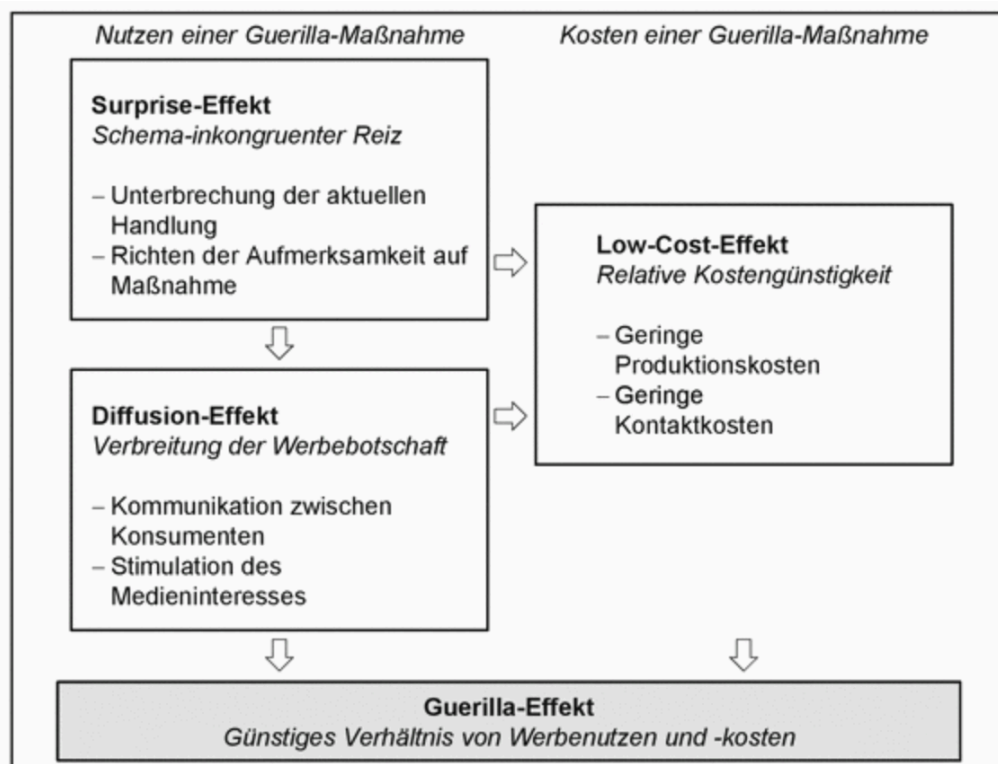 Nutzen einer Guerilla-Maßnahme
Kosten einer Guerilla-Maßnahme
Surprise-Effekt
Schema-inkongruenter Reiz
– Unterbrechung der aktuellen
Handlung
– Richten der Aufmerksamkeit auf
Maßnahme
Low-Cost-Effekt
Relative Kostengünstigkeit
– Geringe
Produktionskosten
– Geringe
Kontaktkosten
Diffusion-Effekt
Verbreitung der Werbebotschaft
– Kommunikation zwischen
Konsumenten
– Stimulation des
Medieninteresses
Guerilla-Effekt
Günstiges Verhältnis von Werbenutzen und -kosten